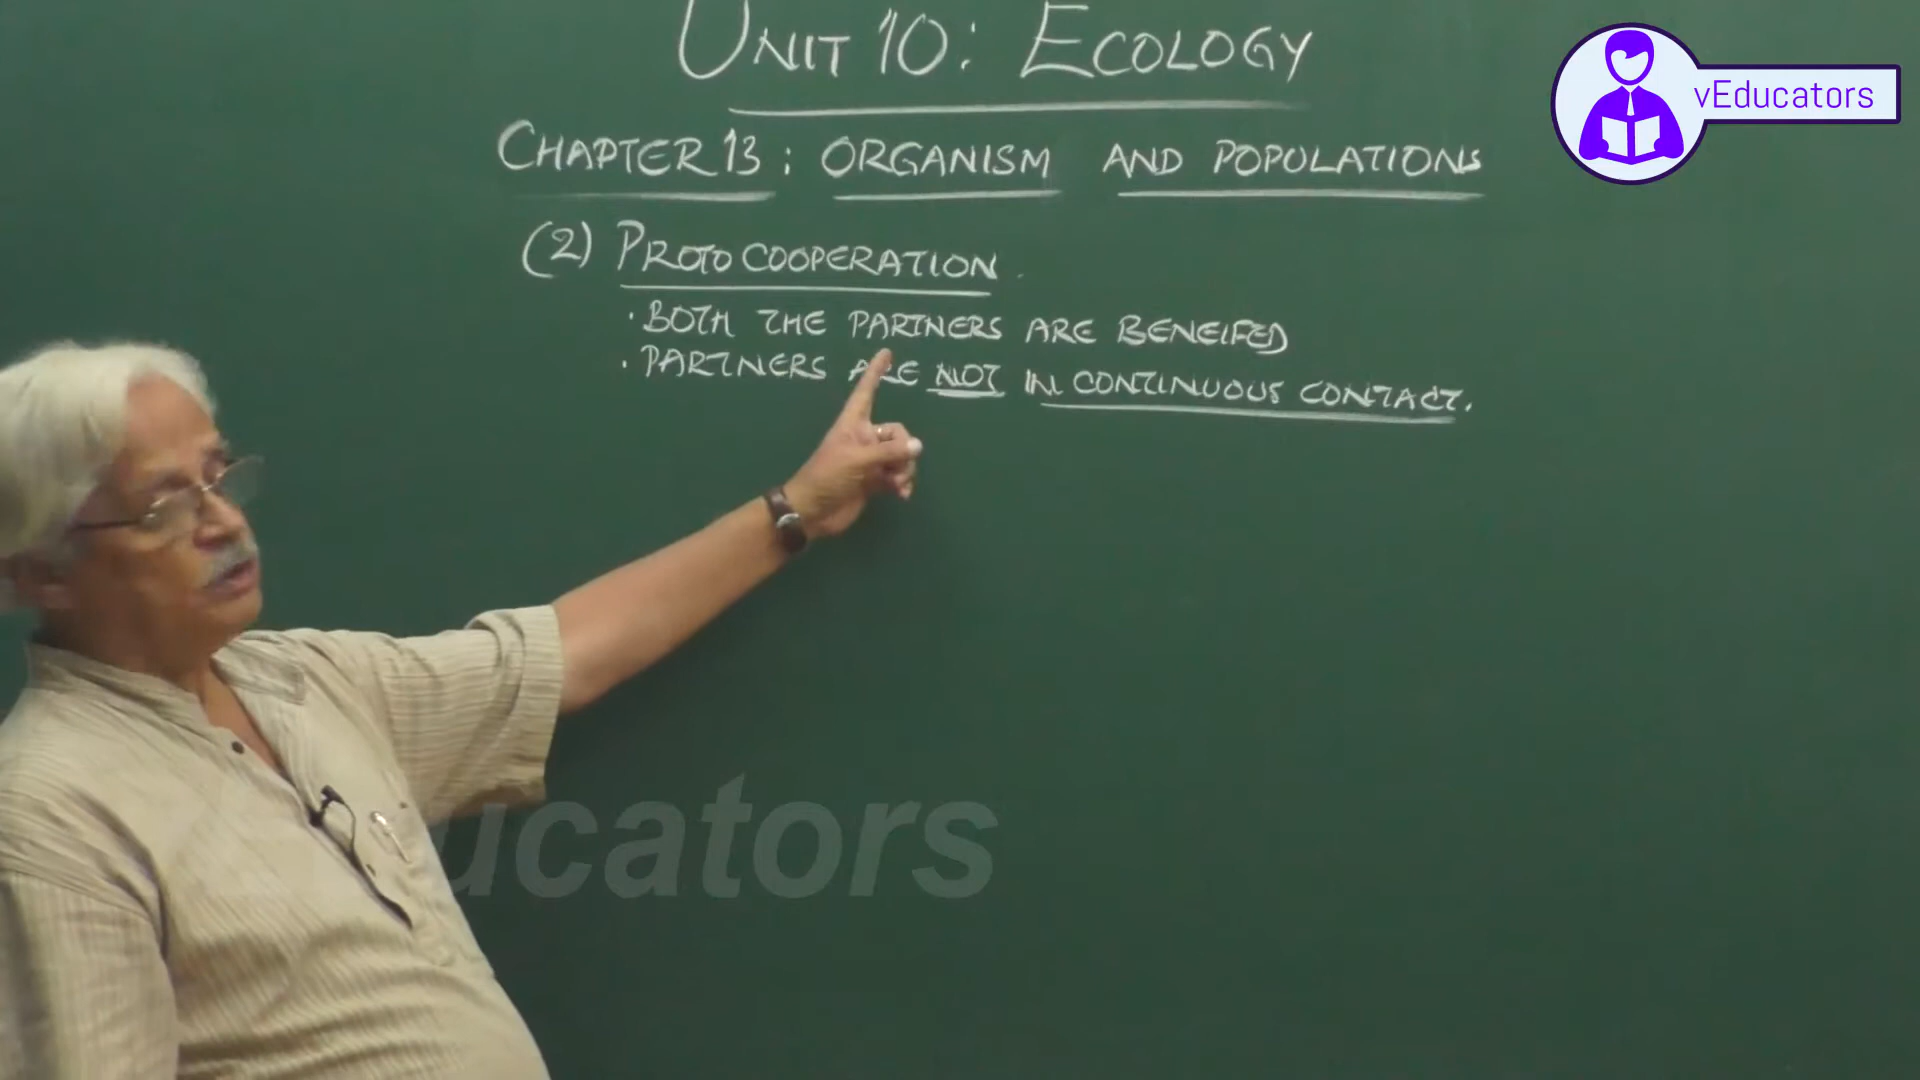 UNIT 10: ECOLOGY
CHAPTER 13: ORGANISM AND POPULATIONS
(2) PROTOCOOPERATION.
· BOTH THE PARTNERS ARE BENEIFED
· PARTNERS ARE NOT IN CONTINUOUS CONTACT.
vEducators
Educators